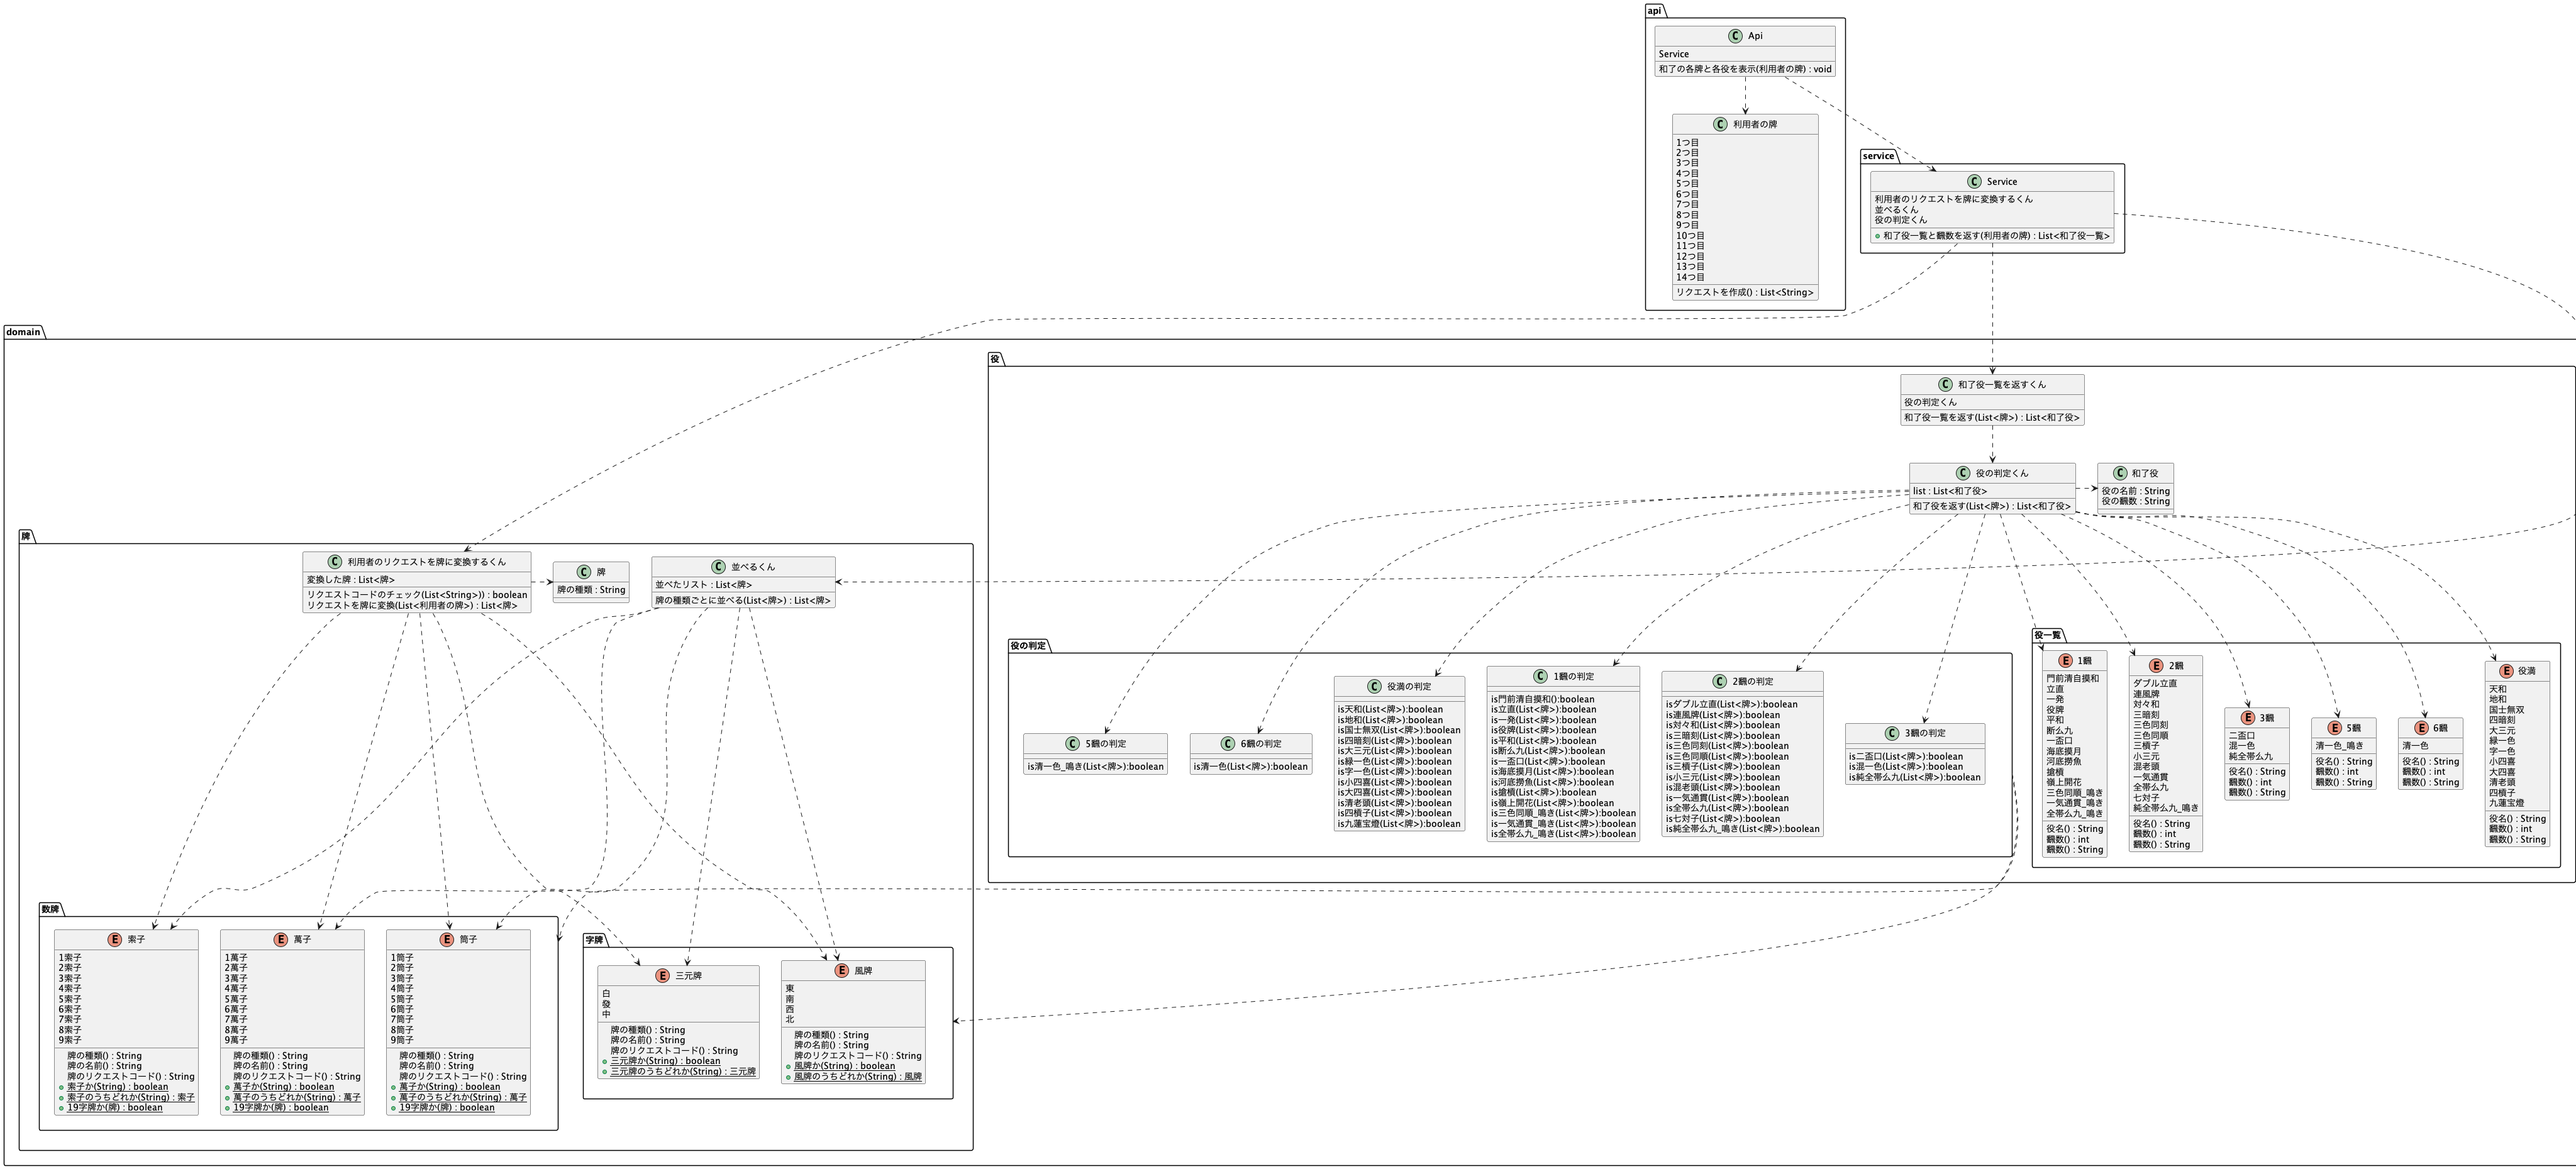 api
Api
Service
和了の各牌と各役を表示(利用者の牌) : void
利用者の牌
1つ目
2つ目
3つ目
4つ目
5つ目
6つ目
7つ目
8つ目
9つ目
10つ目
11つ目
12つ目
13つ目
14つ目
リクエストを作成() : List<String>
service
Service
利用者のリクエストを牌に変換するくん
並べるくん
役の判定くん
和了役一覧と飜数を返す(利用者の牌) : List<和了役一覧>
domain
役
和了役一覧を返すくん
役の判定くん
和了役一覧を返す(List<牌>) : List<和了役>
役の判定くん
list : List<和了役>
和了役を返す(List<牌>) : List<和了役>
和了役
役の名前 : String
役の飜数 : String
役の判定
5飜の判定
is清一色_鳴き(List<牌>):boolean
6飜の判定
is清一色(List<牌>):boolean
役満の判定
is天和(List<牌>):boolean
is地和(List<牌>):boolean
is国士無双(List<牌>):boolean
is四暗刻(List<牌>):boolean
is大三元(List<牌>):boolean
is緑一色(List<牌>):boolean
is字一色(List<牌>):boolean
is小四喜(List<牌>):boolean
is大四喜(List<牌>):boolean
is清老頭(List<牌>):boolean
is四槓子(List<牌>):boolean
is九蓮宝燈(List<牌>):boolean
1飜の判定
is門前清自摸和():boolean
is立直(List<牌>):boolean
is一発(List<牌>):boolean
is役牌(List<牌>):boolean
is平和(List<牌>):boolean
is断么九(List<牌>):boolean
is一盃口(List<牌>):boolean
is海底摸月(List<牌>):boolean
is河底撈魚(List<牌>):boolean
is搶槓(List<牌>):boolean
is嶺上開花(List<牌>):boolean
is三色同順_鳴き(List<牌>):boolean
is一気通貫_鳴き(List<牌>):boolean
is全帯么九_鳴き(List<牌>):boolean
2飜の判定
isダブル立直(List<牌>):boolean
is連風牌(List<牌>):boolean
is対々和(List<牌>):boolean
is三暗刻(List<牌>):boolean
is三色同刻(List<牌>):boolean
is三色同順(List<牌>):boolean
is三槓子(List<牌>):boolean
is小三元(List<牌>):boolean
is混老頭(List<牌>):boolean
is一気通貫(List<牌>):boolean
is全帯么九(List<牌>):boolean
is七対子(List<牌>):boolean
is純全帯么九_鳴き(List<牌>):boolean
3飜の判定
is二盃口(List<牌>):boolean
is混一色(List<牌>):boolean
is純全帯么九(List<牌>):boolean
役一覧
1飜
門前清自摸和
立直
一発
役牌
平和
断么九
一盃口
海底摸月
河底撈魚
搶槓
嶺上開花
三色同順_鳴き
一気通貫_鳴き
全帯么九_鳴き
役名() : String
飜数() : int
飜数() : String
2飜
ダブル立直
連風牌
対々和
三暗刻
三色同刻
三色同順
三槓子
小三元
混老頭
一気通貫
全帯么九
七対子
純全帯么九_鳴き
役名() : String
飜数() : int
飜数() : String
3飜
二盃口
混一色
純全帯么九
役名() : String
飜数() : int
飜数() : String
5飜
清一色_鳴き
役名() : String
飜数() : int
飜数() : String
6飜
清一色
役名() : String
飜数() : int
飜数() : String
役満
天和
地和
国士無双
四暗刻
大三元
緑一色
字一色
小四喜
大四喜
清老頭
四槓子
九蓮宝燈
役名() : String
飜数() : int
飜数() : String
牌
利用者のリクエストを牌に変換するくん
変換した牌 : List<牌>
リクエストコードのチェック(List<String>)) : boolean
リクエストを牌に変換(List<利用者の牌>) : List<牌>
牌
牌の種類 : String
並べるくん
並べたリスト : List<牌>
牌の種類ごとに並べる(List<牌>) : List<牌>
数牌
索子
1索子
2索子
3索子
4索子
5索子
6索子
7索子
8索子
9索子
牌の種類() : String
牌の名前() : String
牌のリクエストコード() : String
索子か(String) : boolean
索子のうちどれか(String) : 索子
19字牌か(牌) : boolean
萬子
1萬子
2萬子
3萬子
4萬子
5萬子
6萬子
7萬子
8萬子
9萬子
牌の種類() : String
牌の名前() : String
牌のリクエストコード() : String
萬子か(String) : boolean
萬子のうちどれか(String) : 萬子
19字牌か(牌) : boolean
筒子
1筒子
2筒子
3筒子
4筒子
5筒子
6筒子
7筒子
8筒子
9筒子
牌の種類() : String
牌の名前() : String
牌のリクエストコード() : String
萬子か(String) : boolean
萬子のうちどれか(String) : 萬子
19字牌か(牌) : boolean
字牌
三元牌
白
發
中
牌の種類() : String
牌の名前() : String
牌のリクエストコード() : String
三元牌か(String) : boolean
三元牌のうちどれか(String) : 三元牌
風牌
東
南
西
北
牌の種類() : String
牌の名前() : String
牌のリクエストコード() : String
風牌か(String) : boolean
風牌のうちどれか(String) : 風牌